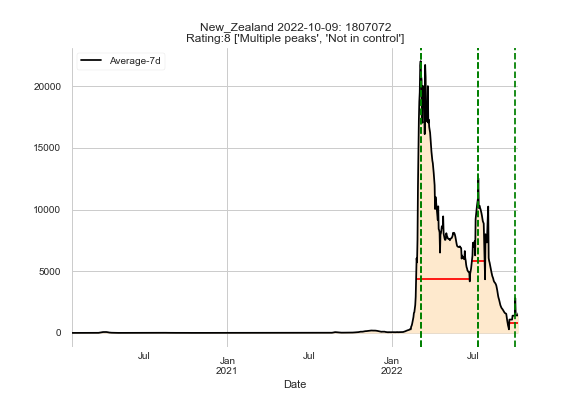 New_Zealand 2022-10-09: 1807072
Rating:8 ['Multiple peaks', 'Not in control']
Average-7d
20000
15000
10000
5000
0
Jul
Jan
2021
Jul
Jan
2022
Jul
Date